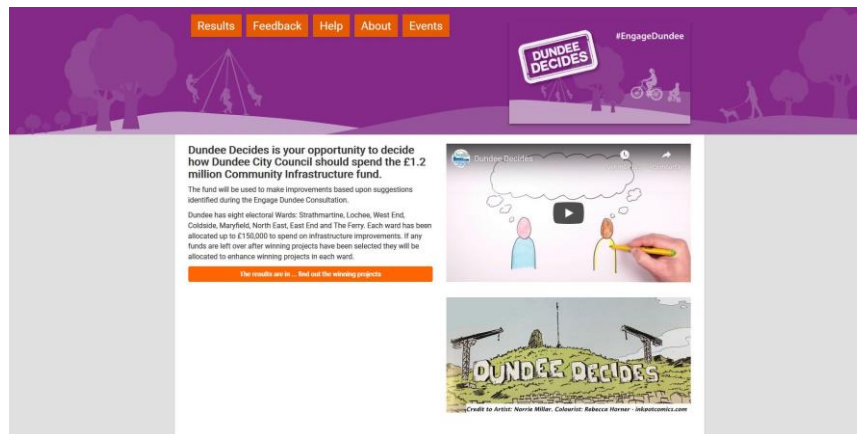 Results Feedback Help About Events
#EngageDundee
DUNDEE
DECIDES
Dundee Decides is your opportunity to decide
how Dundee City Council should spend the £1.2
million Community Infrastructure fund.
The fund will be used to make improvements based upon suggestions
identified during the Engage Dundee Consultation.
Dundee has eight electoral Wards: Strathmartine, Lochee, West End,
Coldside, Maryfield, North East, East End and The Ferry. Each ward has been
allocated up to £150,000 to spend on infrastructure improvements. If any
funds are left over after winning projects have been selected they will be
allocated to enhance winning projects in each ward.
The results are in ... find out the winning projects
Dundee Decides
DUNDEE DECIDES
Credit to Artist: Norrie Millar. Colourist: Rebecca Horner - inkpotcomics.com